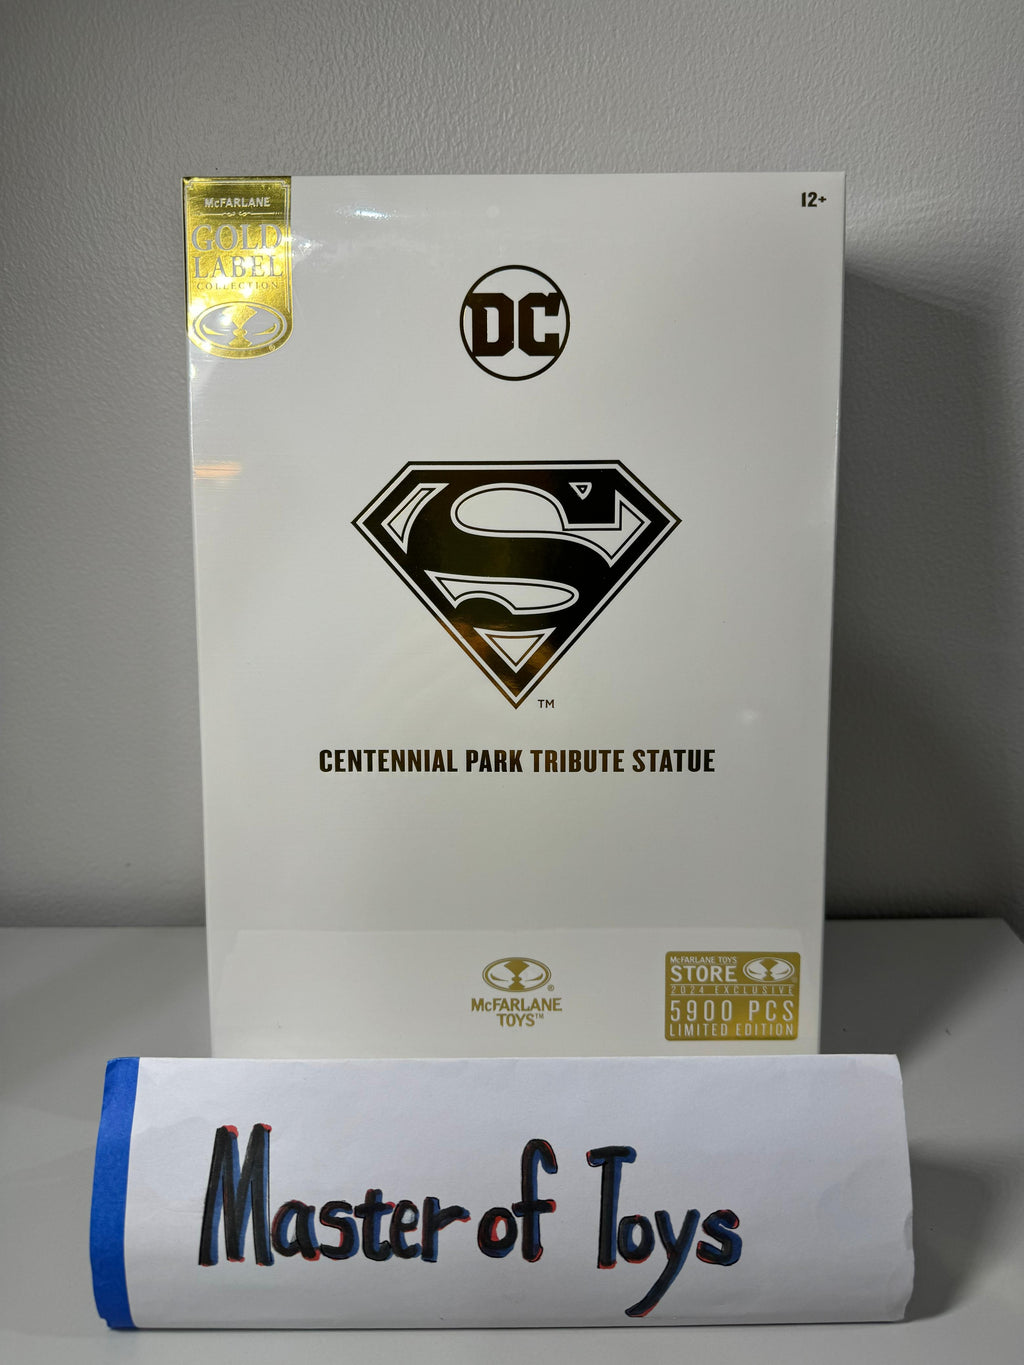 McFARLANE
GOLD
LABEL
COLLECTION
®
12+
DC
S
TM
CENTENNIAL PARK TRIBUTE STATUE
®
McFARLANE
TOYS™
McFARLANE TOYS
STORE
®
2024 EXCLUSIVE
5900 PCS
LIMITED EDITION
Master of Toys